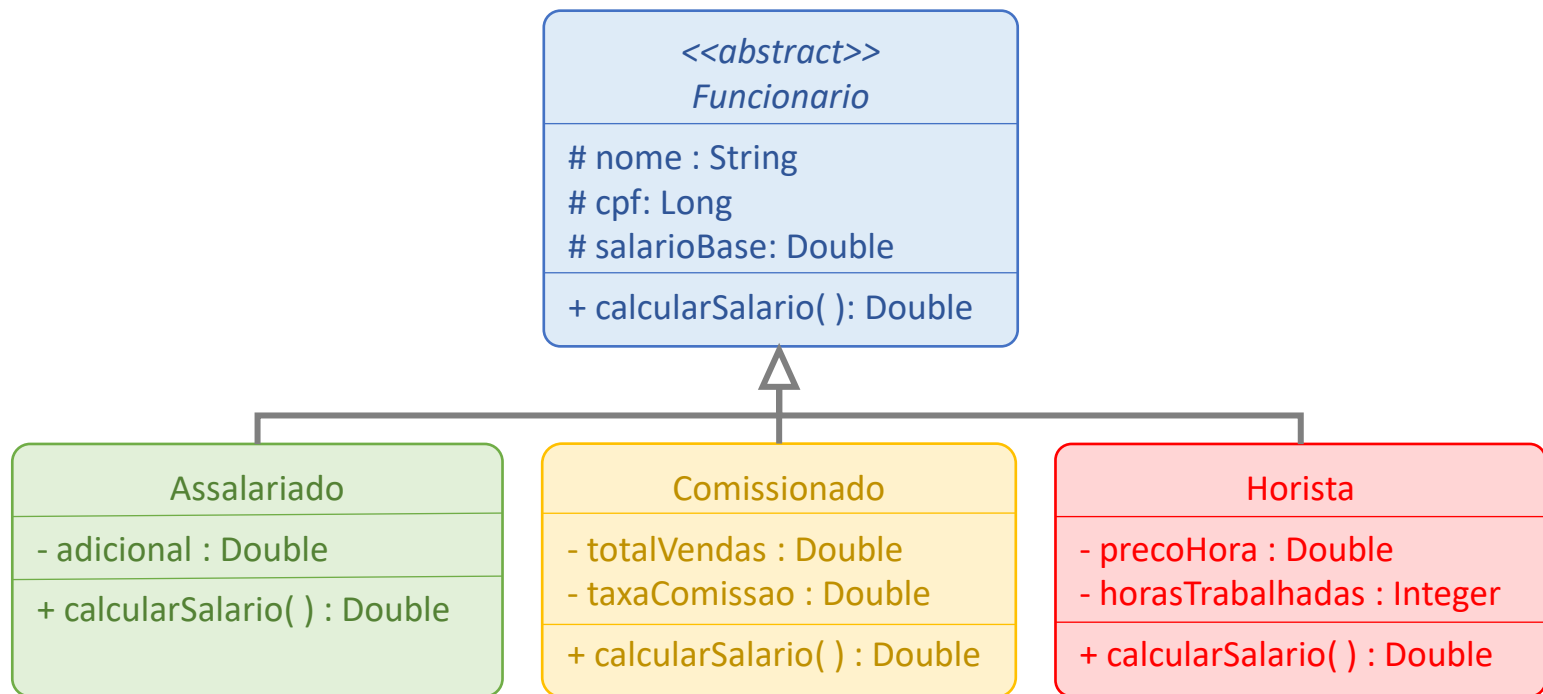 <<abstract>>
Funcionario
# nome : String
# cpf: Long
# salarioBase: Double
+ calcularSalario( ): Double
Assalariado
- adicional : Double
+ calcularSalario( ) : Double
Comissionado
- totalVendas : Double
- taxaComissao : Double
+ calcularSalario( ) : Double
Horista
- precoHora : Double
- horasTrabalhadas : Integer
+ calcularSalario( ) : Double